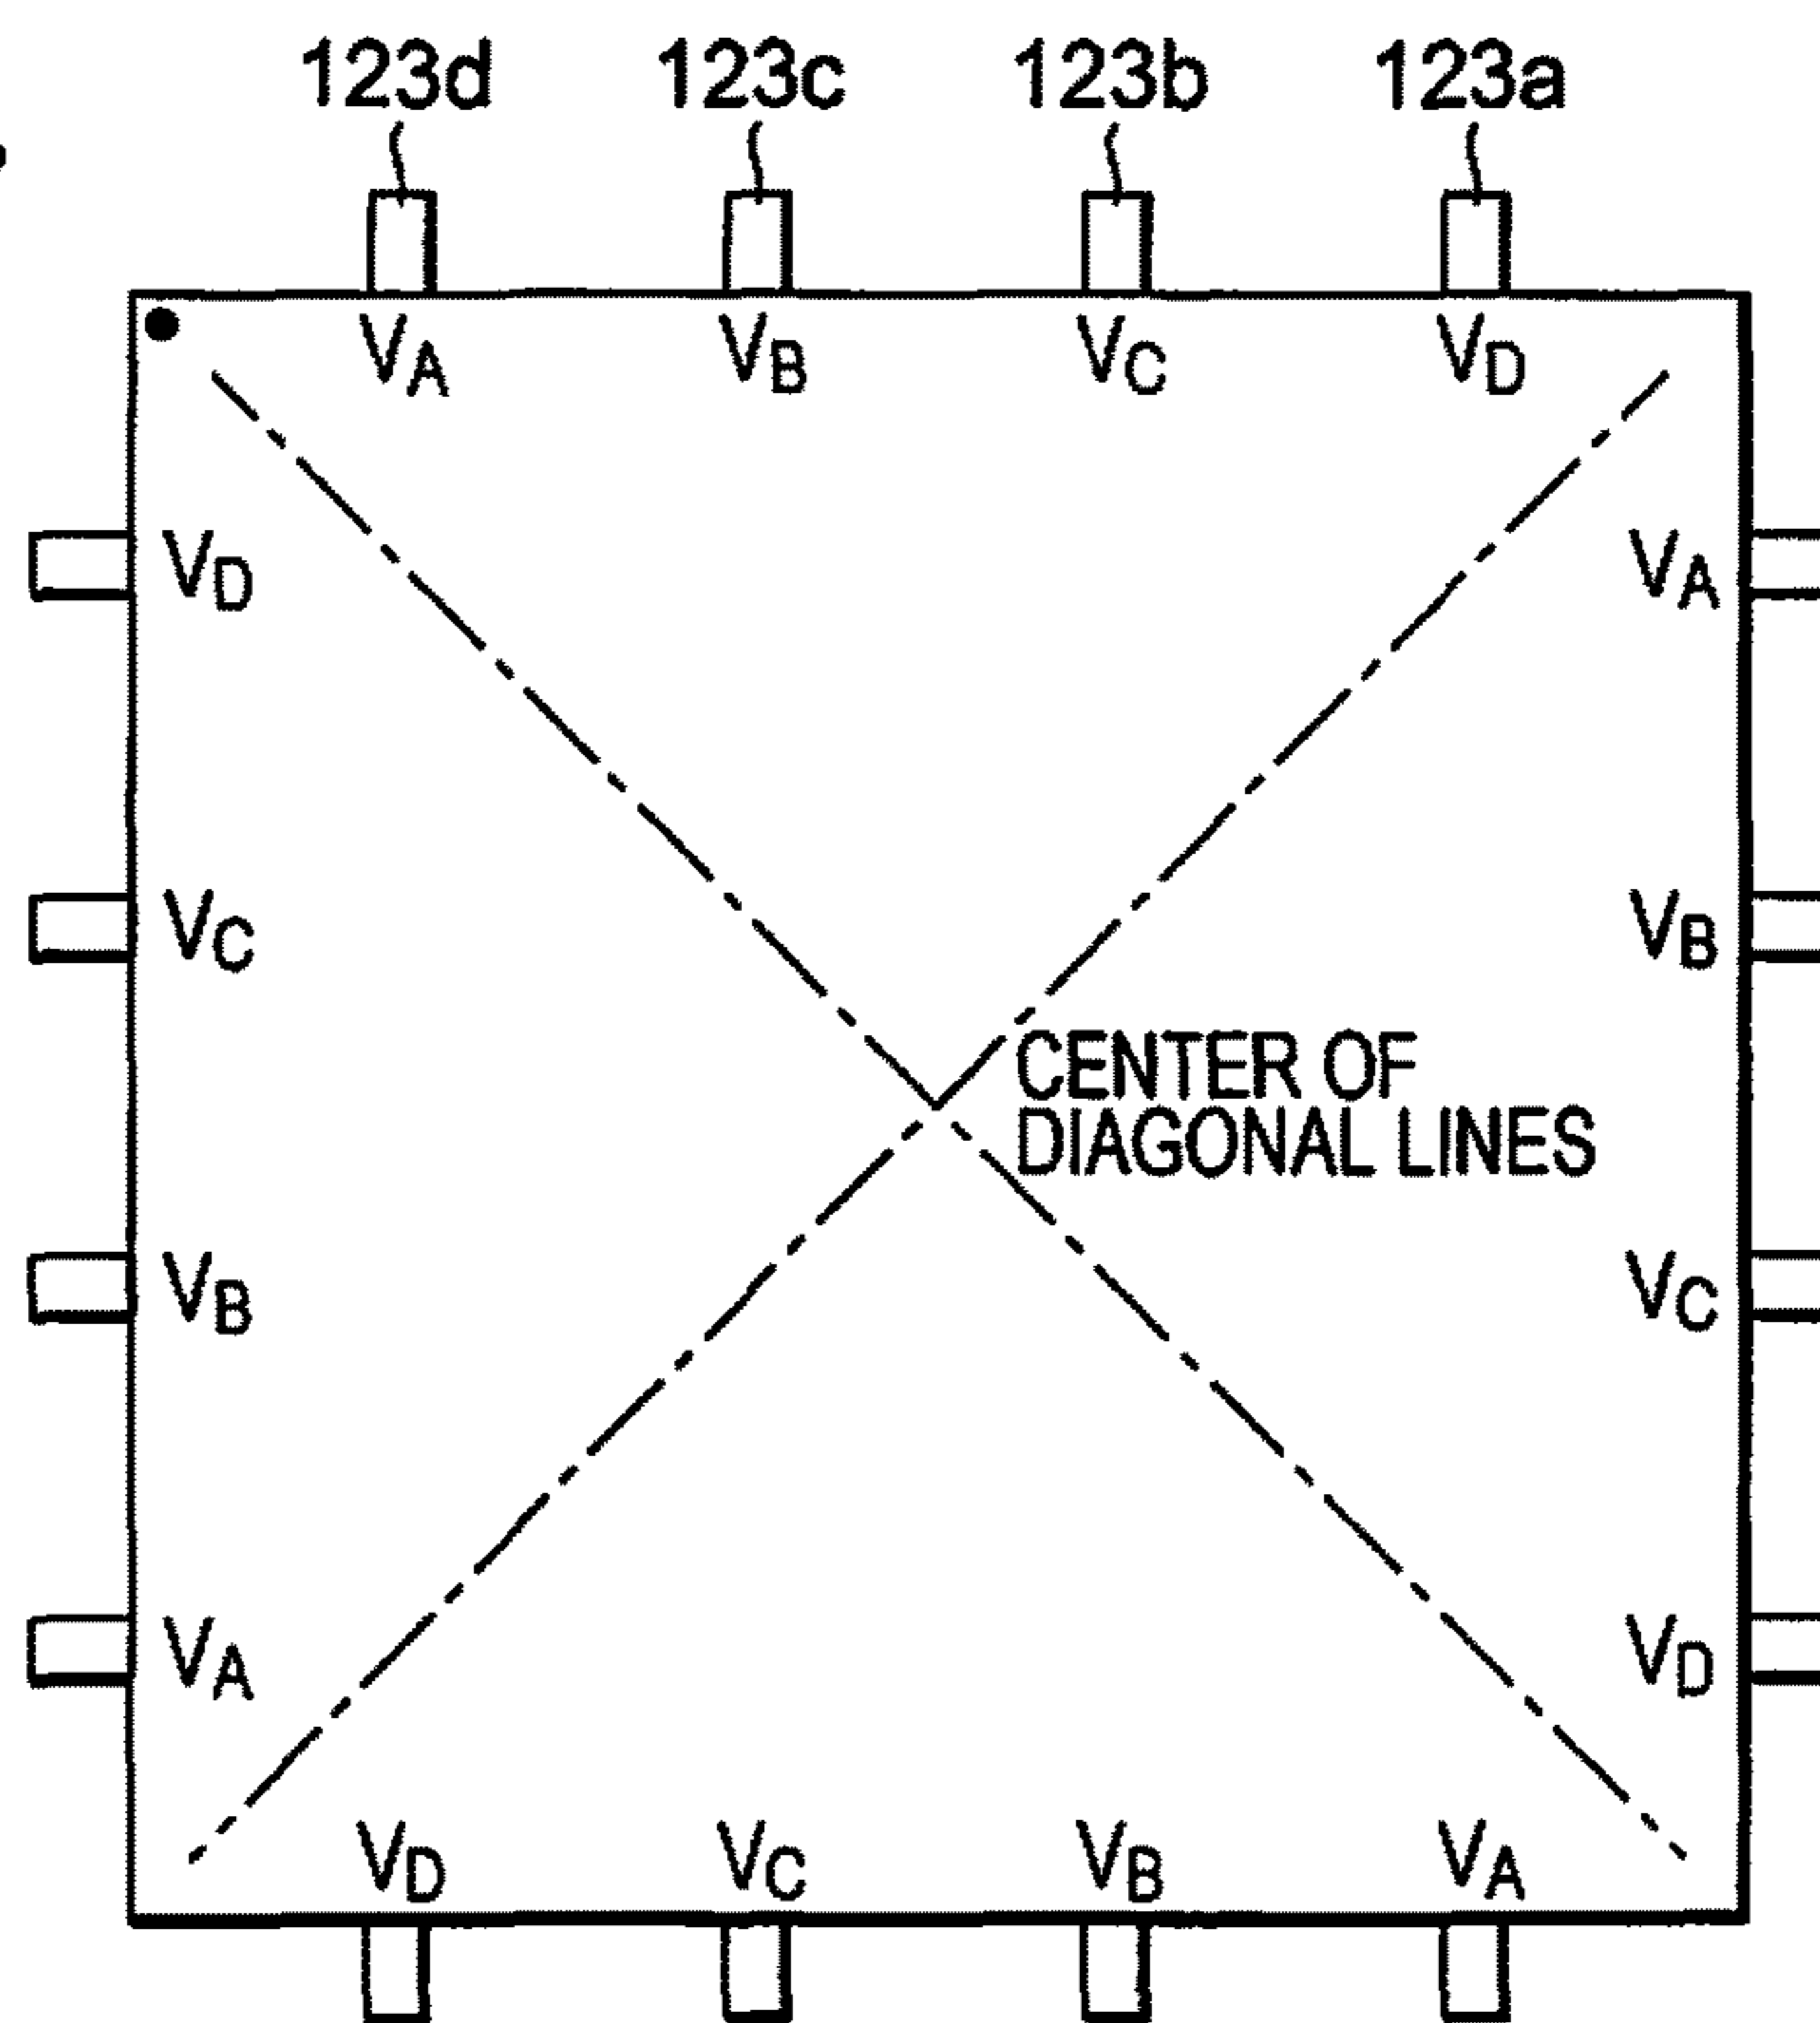 123d 123c 123b 123a
VA VB VC VD
VD VA
VC VB
CENTER OF
DIAGONAL LINES
VB VC
VA VD
VD VC VB VA